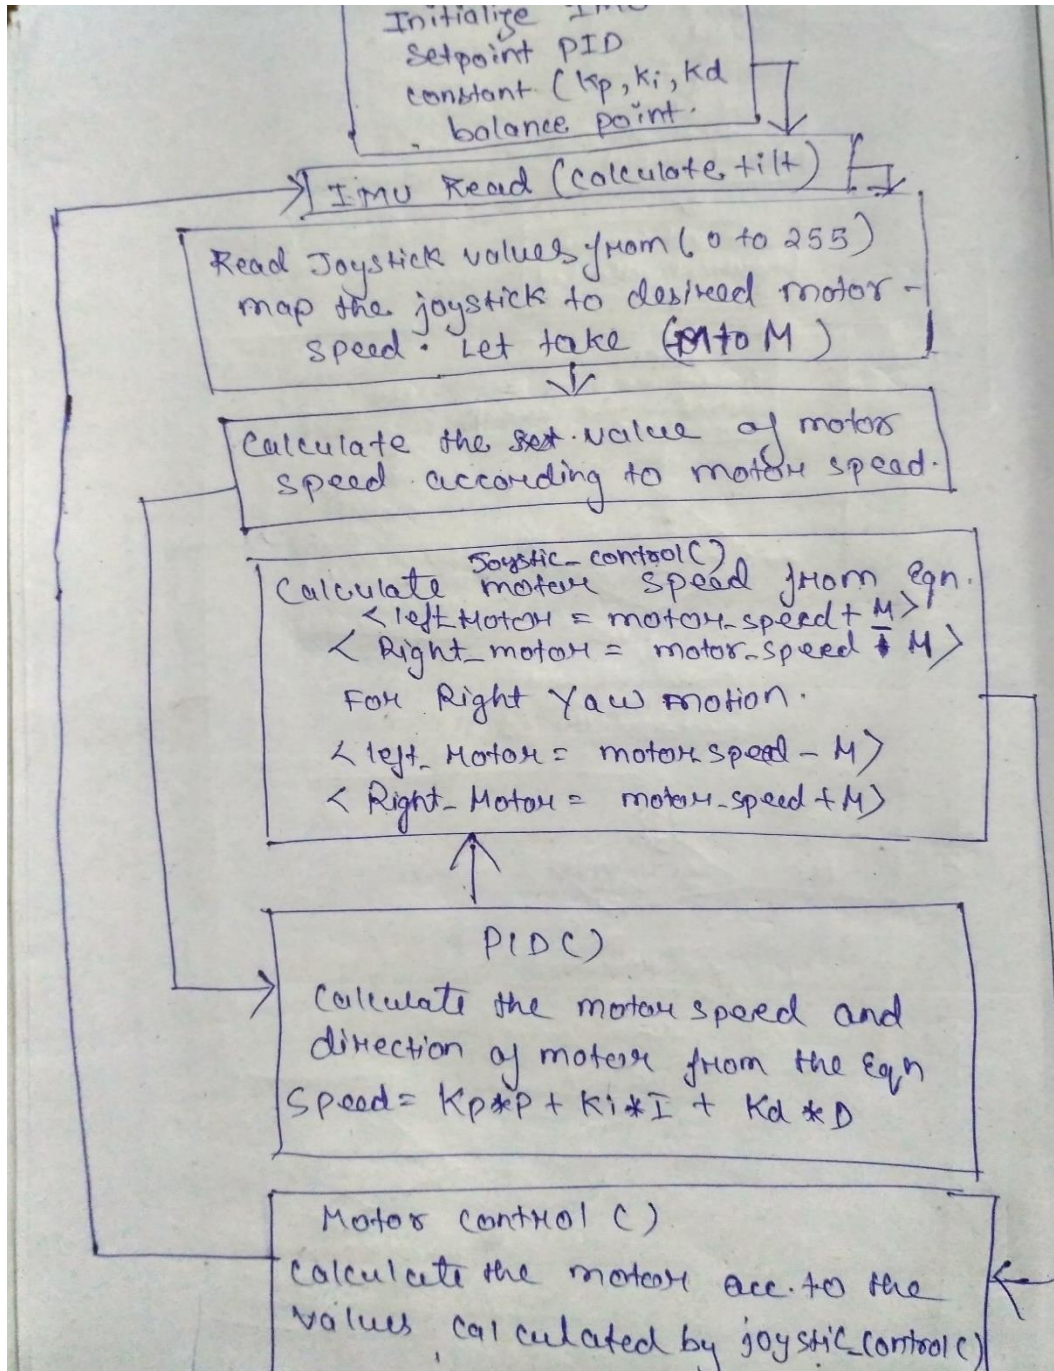 Initialize IMU
Setpoint PID
constant (Kp, Ki, Kd
balance point.
IMU Read (calculate tilt)
Read Joystick values from ( 0 to 255)
map the joystick to desired motor
speed. Let take ( to M )
Calculate the set value of motor
speed according to motor speed.
Joystic_control()
Calculate motor speed from Eqn.
< left Motor = motor_speed + M >
< Right_motor = motor_speed M >
For Right Yaw motion.
< left_Motor = motor speed - M >
< Right_Motor = motor_speed + M >
PID()
Calculate the motor speed and
direction of motor from the Eqn
Speed = Kp*P + Ki*I + Kd *D
Motor control ()
Calculate the motor acc. to the
values calculated by joystic_control()